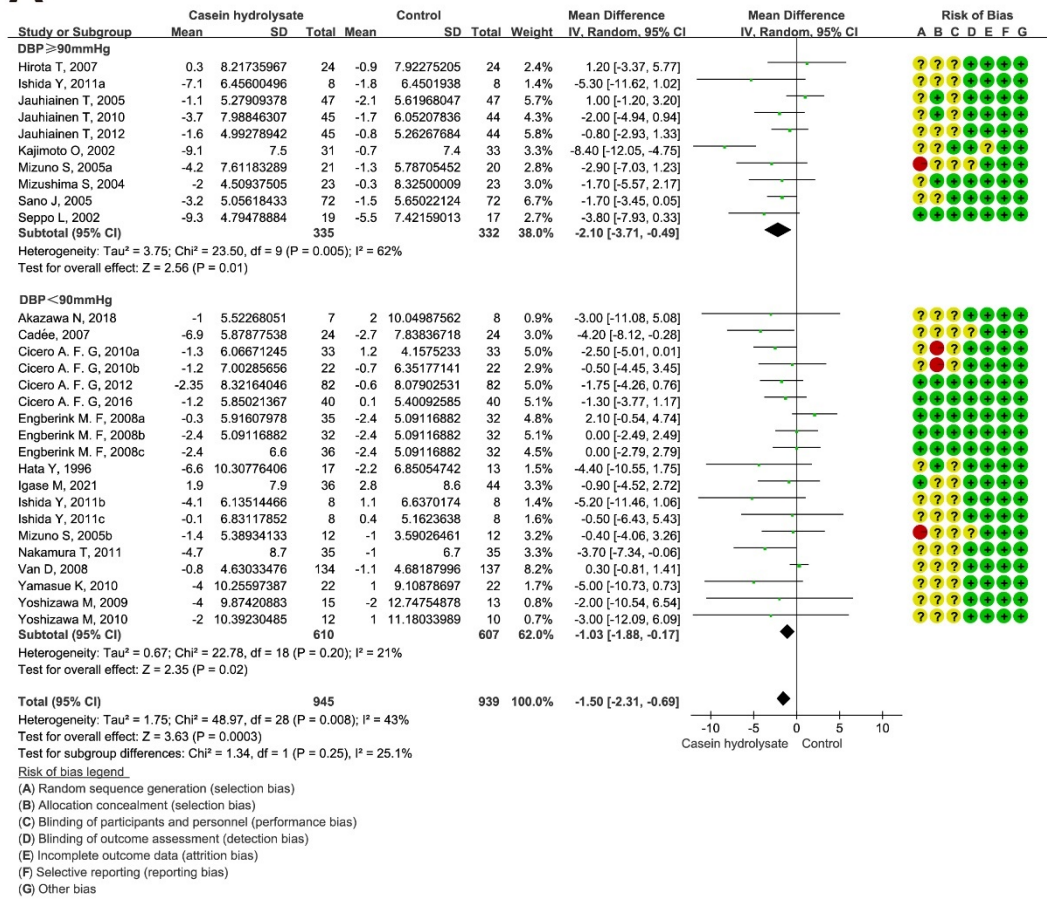 A
Casein hydrolysate Control Mean Difference Mean Difference Risk of Bias
Study or Subgroup Mean SD Total Mean SD Total Weight IV, Random, 95% CI IV, Random, 95% CI A B C D E F G
DBP≥90mmHg
Hirota T, 2007 0.3 8.21735967 24 -0.9 7.92275205 24 2.4% 1.20 [-3.37, 5.77] ? ? ? + + + +
Ishida Y, 2011a -7.1 6.45600496 8 -1.8 6.4501938 8 1.4% -5.30 [-11.62, 1.02] ? ? ? + + + +
Jauhiainen T, 2005 -1.1 5.27909378 47 -2.1 5.61968047 47 5.7% 1.00 [-1.20, 3.20] ? + ? + + + +
Jauhiainen T, 2010 -3.7 7.98846307 45 -1.7 6.05207836 44 4.2% -2.00 [-4.94, 0.94] ? + ? + + + +
Jauhiainen T, 2012 -1.6 4.99278942 45 -0.8 5.26267684 44 5.9% -0.80 [-2.93, 1.33] ? ? ? + + + +
Kajimoto O, 2002 -9.1 7.5 31 -0.7 7.4 33 3.3% -8.40 [-12.05, -4.75] ? ? + + ? + +
Mizuno S, 2005a -4.2 7.61183289 21 -1.3 5.78705452 20 2.8% -2.90 [-7.03, 1.23] ? ? ? + + +
Mizushima S, 2004 -2 4.50937505 23 -0.3 8.32500009 23 3.0% -1.70 [-5.57, 2.17] ? + + + + + +
Sano J, 2005 -3.2 5.05618433 72 -1.5 5.65022124 72 6.6% -1.70 [-3.45, 0.05] ? ? + + + + +
Seppo L, 2002 -9.3 4.79478884 19 -5.5 7.42159013 17 2.8% -3.80 [-7.93, 0.33] + + + + + + +
Subtotal (95% CI) 335 332 38.0% -2.10 [-3.71, -0.49]
Heterogeneity: Tau² = 3.75; Chi² = 23.50, df = 9 (P = 0.005); I² = 62%
Test for overall effect: Z = 2.56 (P = 0.01)
DBP<90mmHg
Akazawa N, 2018 -1 5.52268051 7 2 10.04987562 8 0.9% -3.00 [-11.08, 5.08] ? ? ? + + + +
Cadée, 2007 -6.9 5.87877538 24 -2.7 7.83836718 24 3.0% -4.20 [-8.12, -0.28] ? ? ? ? + + +
Cicero A. F. G, 2010a -1.3 6.06671245 33 1.2 4.1575233 33 5.0% -2.50 [-5.01, 0.01] ? ? + + + +
Cicero A. F. G, 2010b -1.2 7.00285656 22 -0.7 6.35177141 22 2.9% -0.50 [-4.45, 3.45] ? ? + + + +
Cicero A. F. G, 2012 -2.35 8.32164046 82 -0.6 8.07902531 82 5.0% -1.75 [-4.26, 0.76] + + + + + + +
Cicero A. F. G, 2016 -1.2 5.85021367 40 0.1 5.40092585 40 5.1% -1.30 [-3.77, 1.17] + + + + + + +
Engberink M. F, 2008a -0.3 5.91607978 35 -2.4 5.09116882 32 4.8% 2.10 [-0.54, 4.74] + + + + + + +
Engberink M. F, 2008b -2.4 5.09116882 32 -2.4 5.09116882 32 5.1% 0.00 [-2.49, 2.49] + + + + + + +
Engberink M. F, 2008c -2.4 6.6 36 -2.4 5.09116882 32 4.5% 0.00 [-2.79, 2.79] + + + + + + +
Hata Y, 1996 -6.6 10.30776406 17 -2.2 6.85054742 13 1.5% -4.40 [-10.55, 1.75] ? + ? + + + +
Igase M, 2021 1.9 7.9 36 2.8 8.6 44 3.4% -0.90 [-4.52, 2.72] + ? ? + + + +
Ishida Y, 2011b -4.1 6.13514466 8 1.1 6.6370174 8 1.4% -5.20 [-11.46, 1.06] ? ? ? + + + +
Ishida Y, 2011c -0.1 6.83117852 8 0.4 5.1623638 8 1.6% -0.50 [-6.43, 5.43] ? ? ? + + + +
Mizuno S, 2005b -1.4 5.38934133 12 -1 3.59026461 12 3.3% -0.40 [-4.06, 3.26] ? ? ? + + +
Nakamura T, 2011 -4.7 8.7 35 -1 6.7 35 3.3% -3.70 [-7.34, -0.06] ? ? ? + + + +
Van D, 2008 -0.8 4.63033476 134 -1.1 4.68187996 137 8.2% 0.30 [-0.81, 1.41] ? ? + + + + +
Yamasue K, 2010 -4 10.25597387 22 1 9.10878697 22 1.7% -5.00 [-10.73, 0.73] ? ? ? + + + +
Yoshizawa M, 2009 -4 9.87420883 15 -2 12.74754878 13 0.8% -2.00 [-10.54, 6.54] ? ? ? + + + +
Yoshizawa M, 2010 -2 10.39230485 12 1 11.18033989 10 0.7% -3.00 [-12.09, 6.09] ? ? ? + + + +
Subtotal (95% CI) 610 607 62.0% -1.03 [-1.88, -0.17]
Heterogeneity: Tau² = 0.67; Chi² = 22.78, df = 18 (P = 0.20); I² = 21%
Test for overall effect: Z = 2.35 (P = 0.02)
Total (95% CI) 945 939 100.0% -1.50 [-2.31, -0.69]
Heterogeneity: Tau² = 1.75; Chi² = 48.97, df = 28 (P = 0.008); I² = 43%
Test for overall effect: Z = 3.63 (P = 0.0003)
Test for subgroup differences: Chi² = 1.34, df = 1 (P = 0.25), I² = 25.1%
-10 -5 0 5 10
Casein hydrolysate Control
Risk of bias legend
(A) Random sequence generation (selection bias)
(B) Allocation concealment (selection bias)
(C) Blinding of participants and personnel (performance bias)
(D) Blinding of outcome assessment (detection bias)
(E) Incomplete outcome data (attrition bias)
(F) Selective reporting (reporting bias)
(G) Other bias